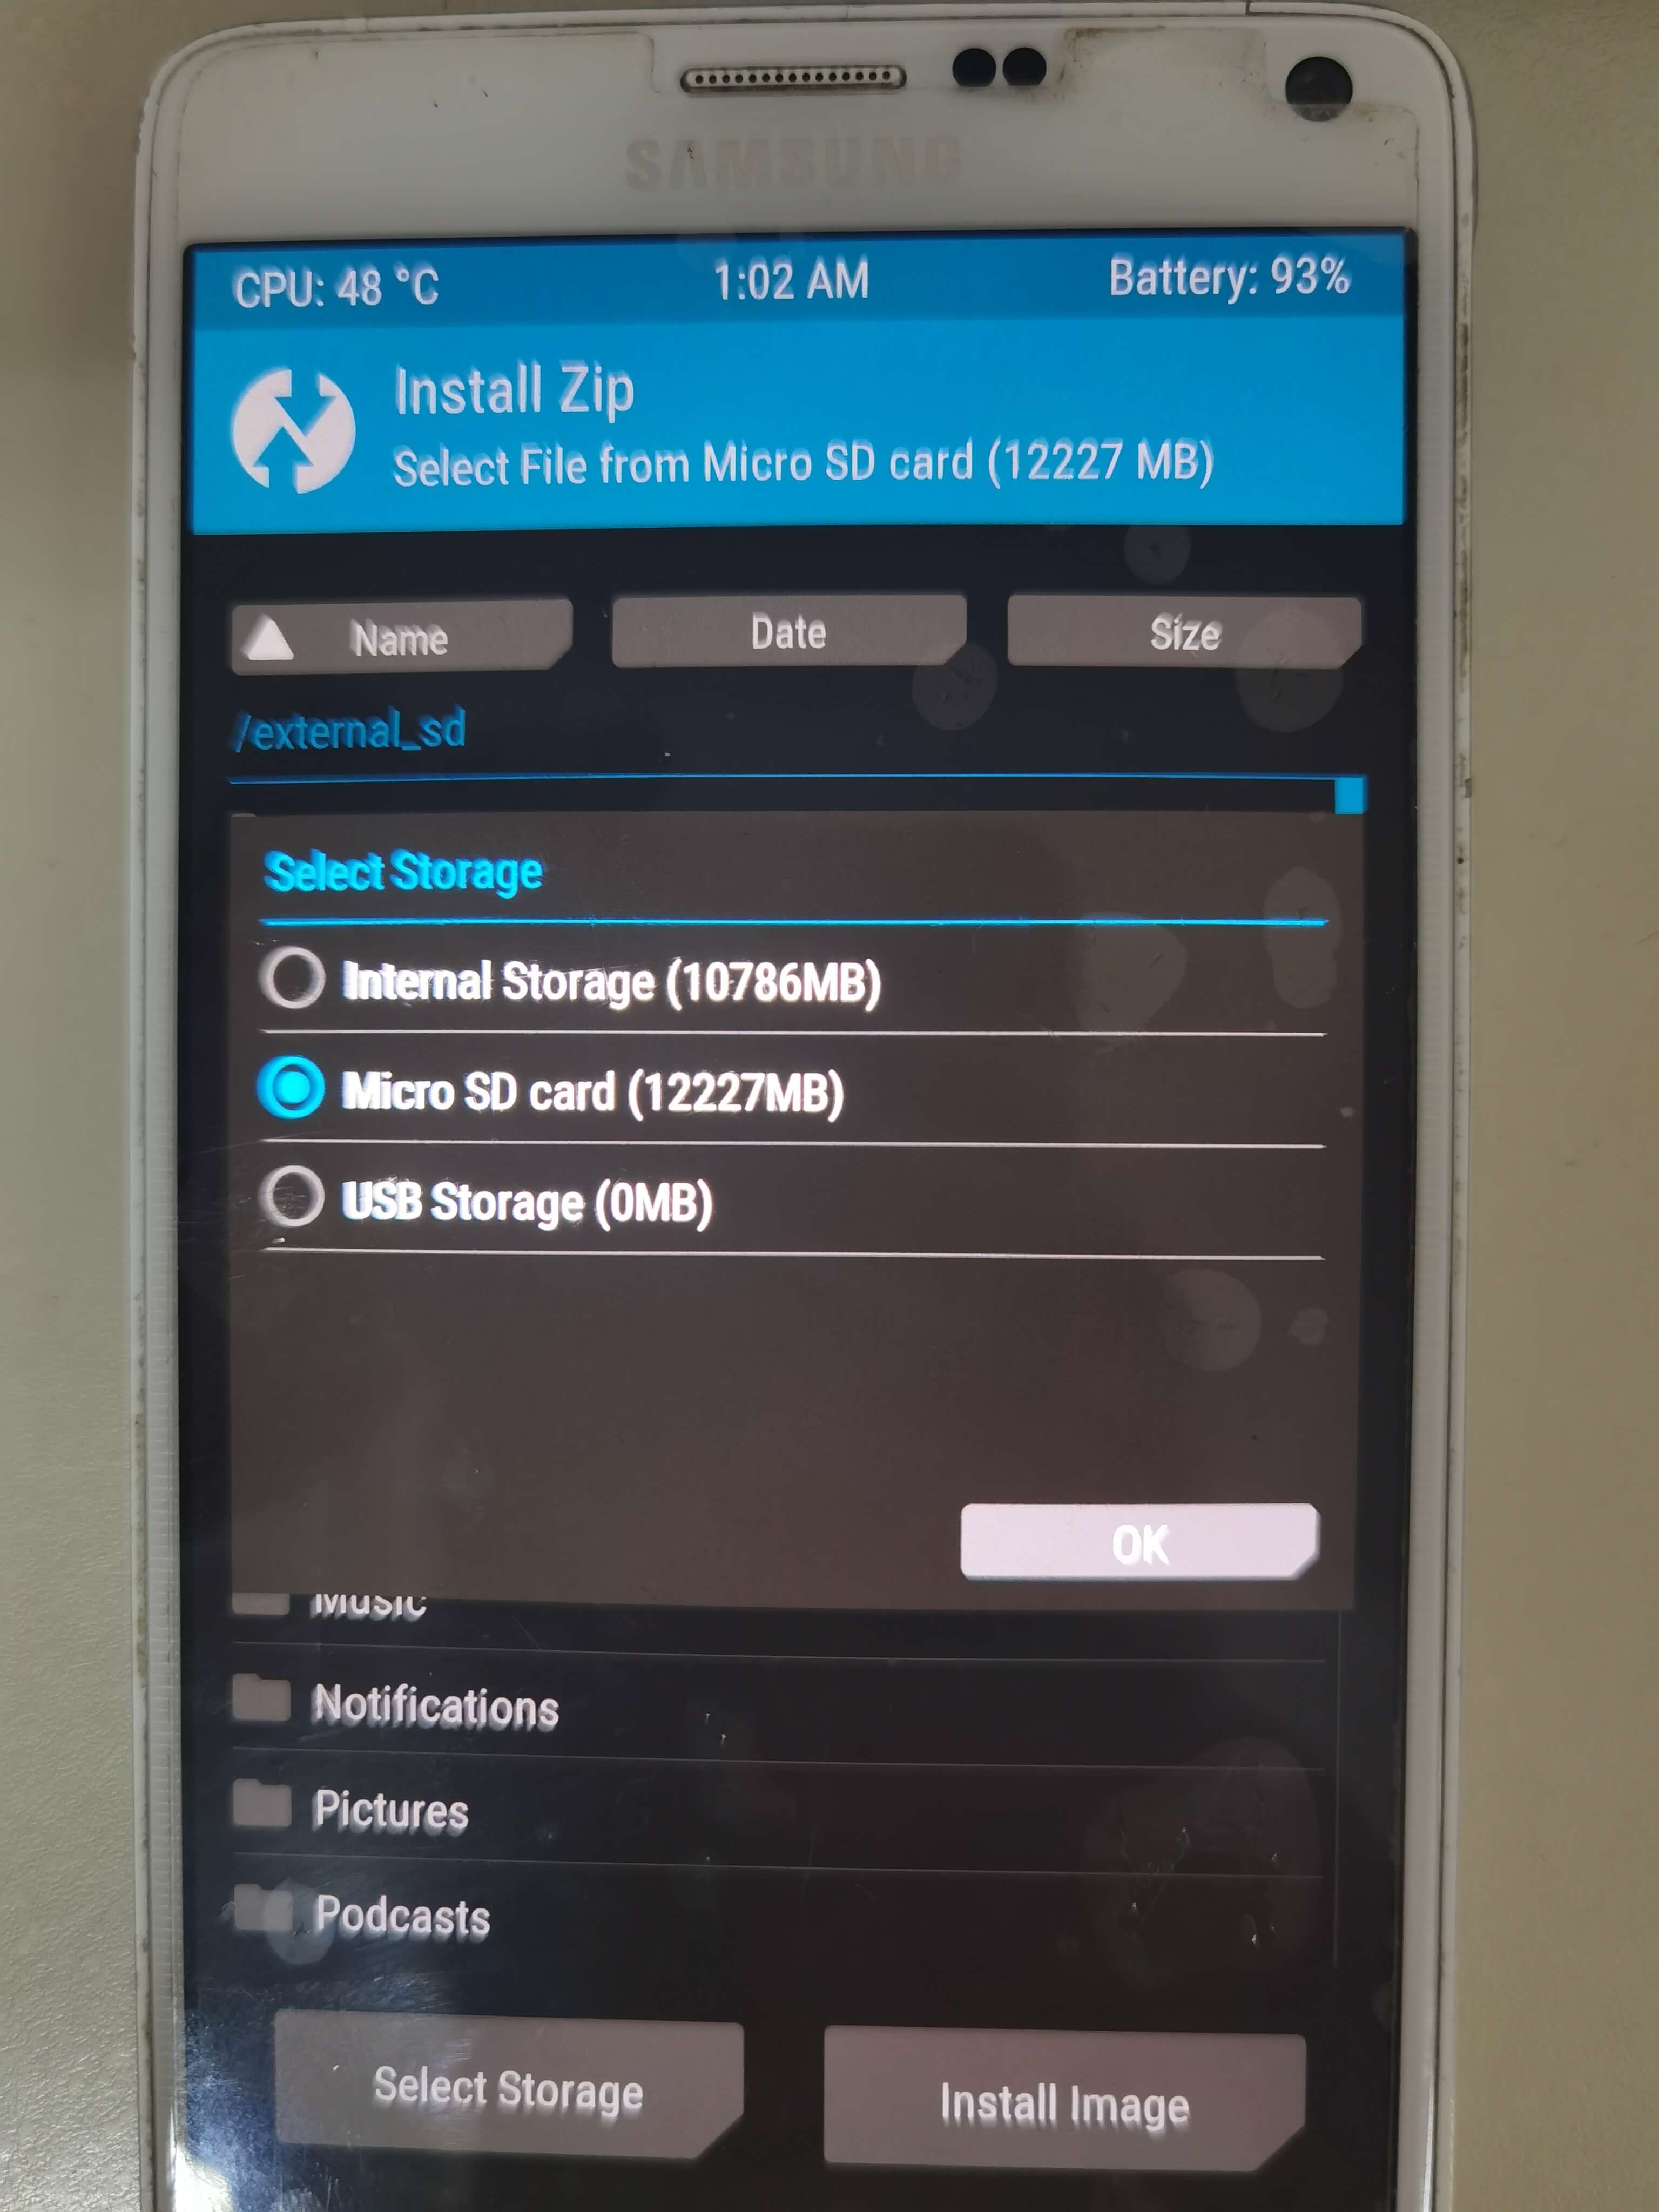 SAMSUNG
CPU: 48 °C 1:02 AM Battery: 93%
Install Zip
Select File from Micro SD card (12227 MB)
Name Date Size
/external_sd
Select Storage
Internal Storage (10786MB)
Micro SD card (12227MB)
USB Storage (0MB)
OK
Music
Notifications
Pictures
Podcasts
Select Storage Install Image